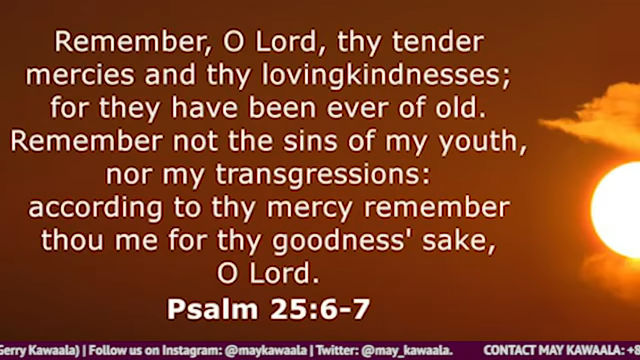 Remember, O Lord, thy tender
mercies and thy lovingkindnesses;
for they have been ever of old.
Remember not the sins of my youth,
nor my transgressions:
according to thy mercy remember
thou me for thy goodness' sake,
O Lord.
Psalm 25:6-7
Gerry Kawaala) | Follow us on Instagram: @maykawaala | Twitter: @may_kawaala. CONTACT MAY KAWAALA: